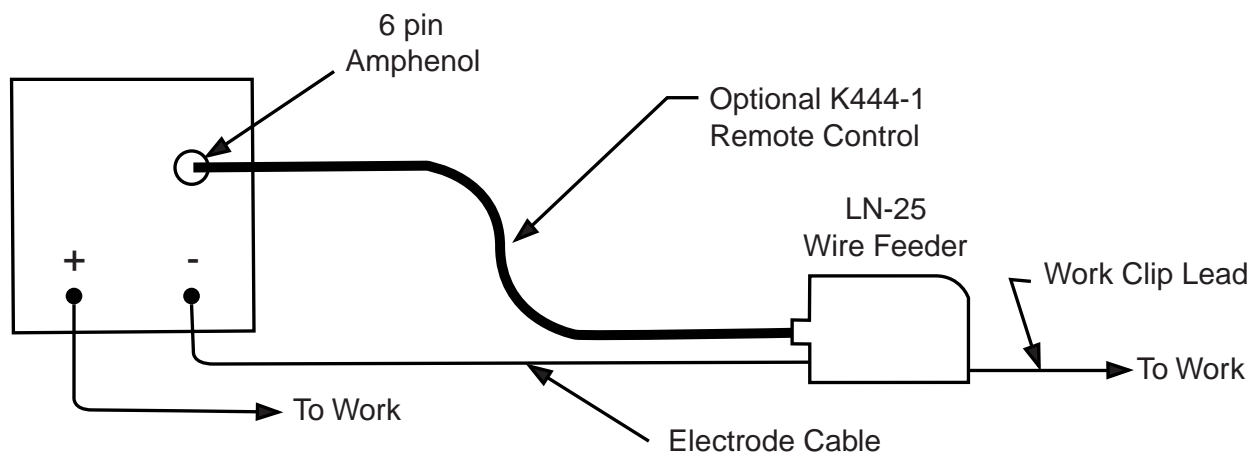 6 pin
Amphenol
Optional K444-1
Remote Control
LN-25
Wire Feeder
+ -
Work Clip Lead
To Work
To Work
Electrode Cable